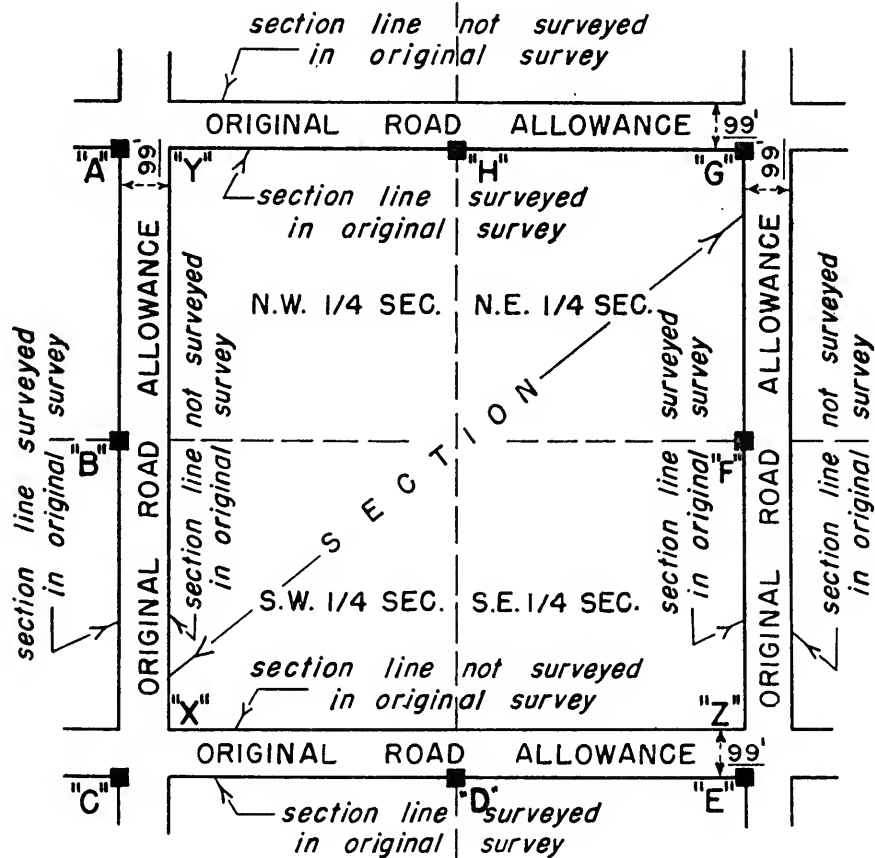 section line not surveyed
in original survey
ORIGINAL ROAD ALLOWANCE
99'
"A"
99'
"Y"
"H"
"G"
99'
section line surveyed
in original survey
N.W. 1/4 SEC.
N.E. 1/4 SEC.
section line surveyed
in original survey
ORIGINAL ROAD ALLOWANCE
section line not surveyed
in original survey
SECTION
section line surveyed
in original survey
ORIGINAL ROAD ALLOWANCE
section line not surveyed
in original survey
"B"
"F"
S.W. 1/4 SEC.
S.E. 1/4 SEC.
section line not surveyed
in original survey
"X"
"Z"
ORIGINAL ROAD ALLOWANCE
99'
"C"
"D"
"E"
section line surveyed
in original survey